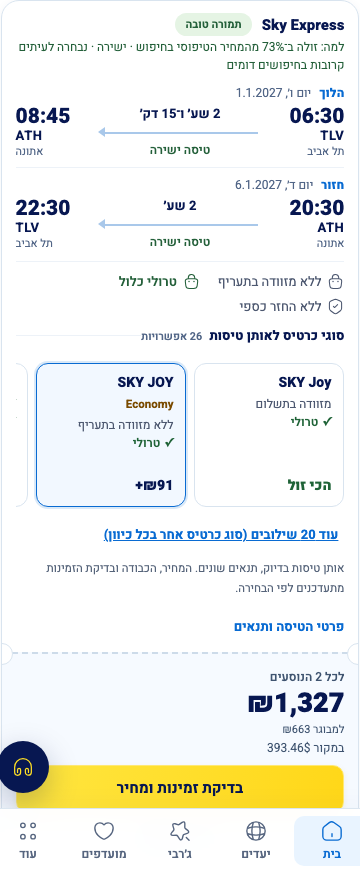 Sky Express תמורה טובה
למה: זולה ב־73% מהמחיר הטיפוסי בחיפוש · ישירה · נבחרה לעיתים
קרובות בחיפושים דומים
הלוך יום ו׳, 1.1.2027
06:30 2 שע׳ ו־15 דק׳ 08:45
TLV ATH
תל אביב טיסה ישירה אתונה
חזור יום ד׳, 6.1.2027
20:30 2 שע׳ 22:30
ATH TLV
אתונה טיסה ישירה תל אביב
ללא מזוודה בתעריף טרולי כלול
ללא החזר כספי
סוגי כרטיס לאותן טיסות 26 אפשרויות
SKY Joy
מזוודה בתשלום
✓ טרולי
הכי זול
SKY JOY
Economy
ללא מזוודה בתעריף
✓ טרולי
+₪91
עוד 20 שילובים (סוג כרטיס אחר בכל כיוון)
אותן טיסות בדיוק, תנאים שונים. המחיר, הכבודה ובדיקת הזמינות
מתעדכנים לפי הבחירה.
פרטי הטיסה ותנאים
לכל 2 הנוסעים
₪1,327
למבוגר ₪663
במקור $393.46
בדיקת זמינות ומחיר
בית יעדים ג׳רבי מועדפים עוד